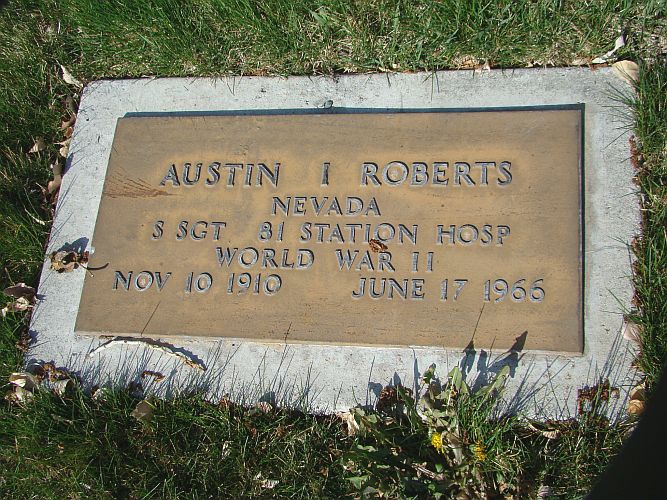 AUSTIN I ROBERTS
NEVADA
S SGT 81 STATION HOSP
WORLD WAR II
NOV 10 1910 JUNE 17 1966